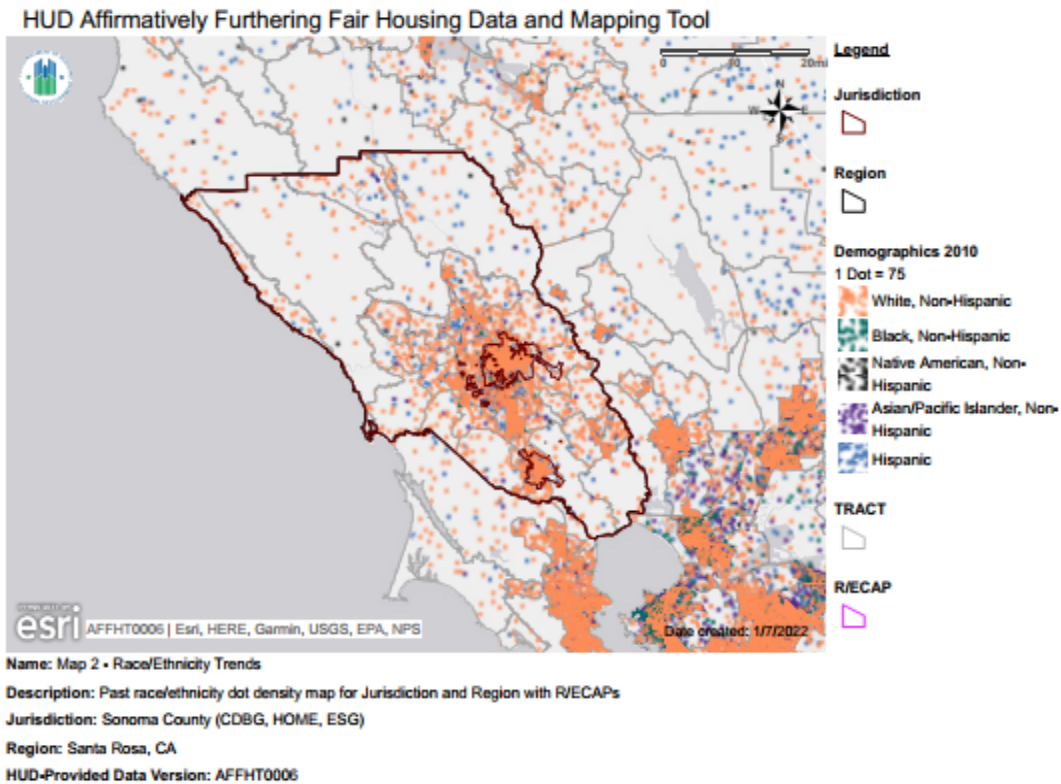 HUD Affirmatively Furthering Fair Housing Data and Mapping Tool
0 10 20mi
N
W E
Legend
Jurisdiction
Region
Demographics 2010
1 Dot = 75
White, Non-Hispanic
Black, Non-Hispanic
Native American, Non-
Hispanic
Asian/Pacific Islander, Non-
Hispanic
Hispanic
TRACT
R/ECAP
esri
AFFHT0006 | Esri, HERE, Garmin, USGS, EPA, NPS
Date created: 1/7/2022
Name: Map 2 - Race/Ethnicity Trends
Description: Past race/ethnicity dot density map for Jurisdiction and Region with R/ECAPs
Jurisdiction: Sonoma County (CDBG, HOME, ESG)
Region: Santa Rosa, CA
HUD-Provided Data Version: AFFHT0006